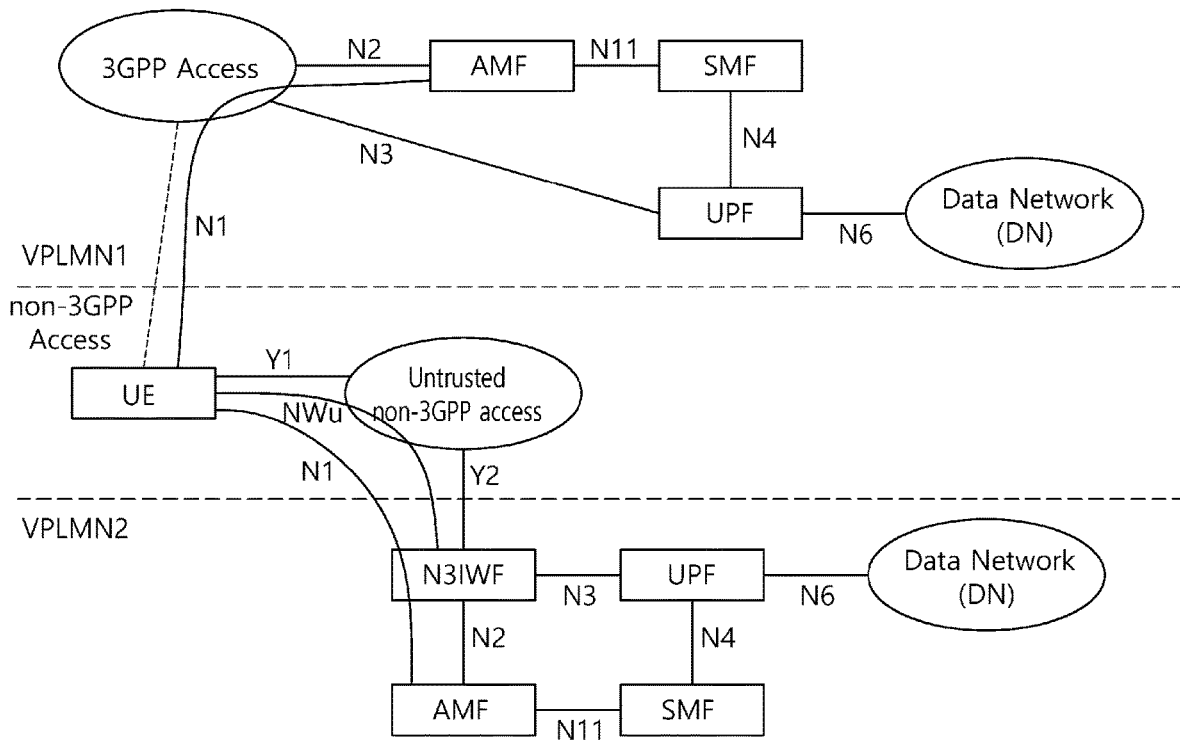 3GPP Access
N2
AMF
N11
SMF
N3
N4
N1
UPF
N6
Data Network
(DN)
VPLMN1
non-3GPP
Access
UE
Y1
Untrusted
non-3GPP access
NWu
N1
Y2
VPLMN2
N3IWF
N3
UPF
N6
Data Network
(DN)
N2
N4
AMF
N11
SMF